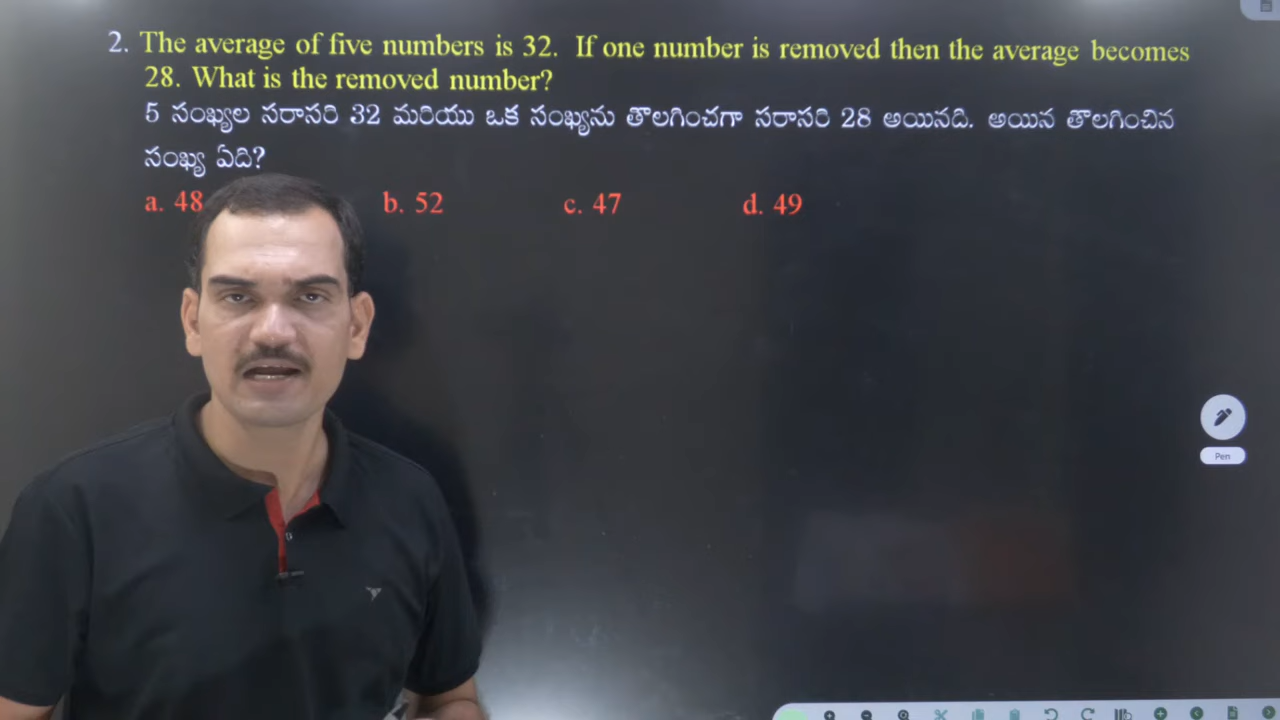 2. The average of five numbers is 32. If one number is removed then the average becomes
28. What is the removed number?
5 సంఖ్యల సరాసరి 32 మరియు ఒక సంఖ్యను తొలగించగా సరాసరి 28 అయినది. అయిన తొలగించిన
సంఖ్య ఏది?
a. 48 b. 52 c. 47 d. 49
Pen